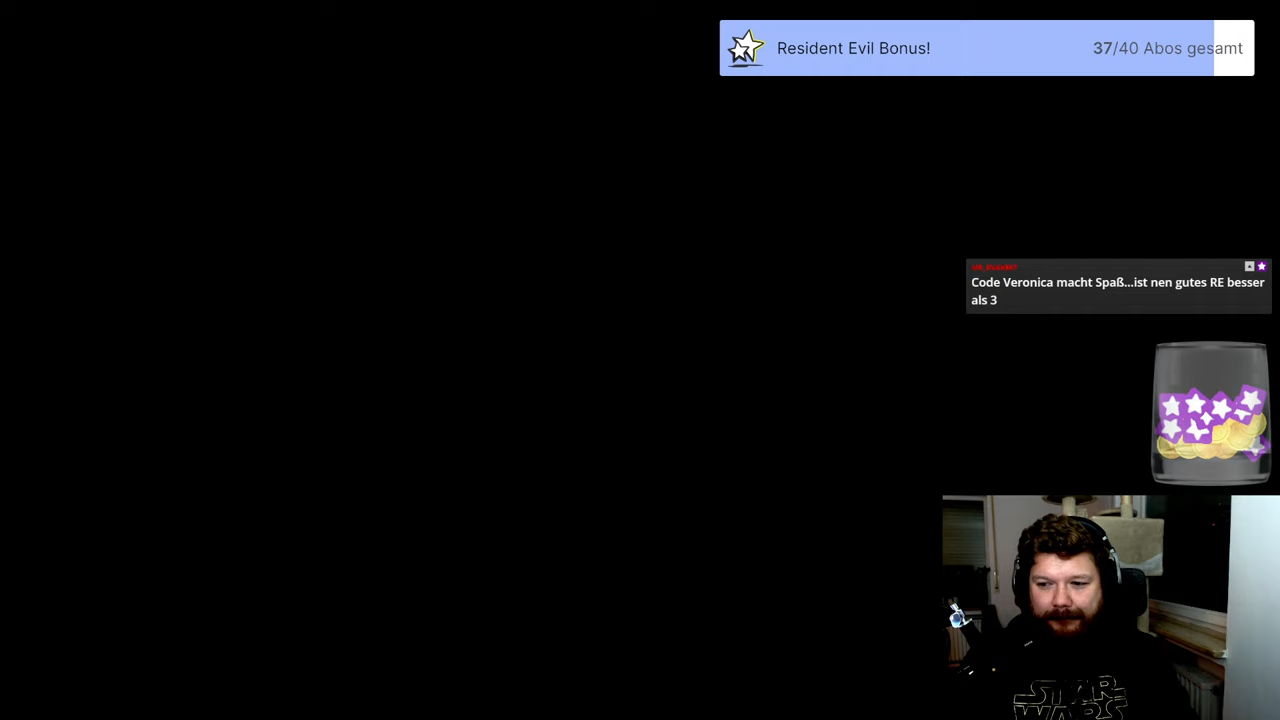 Resident Evil Bonus!
37/40 Abos gesamt
Code Veronica macht Spaß...ist nen gutes RE besser
als 3
STAR
WARS